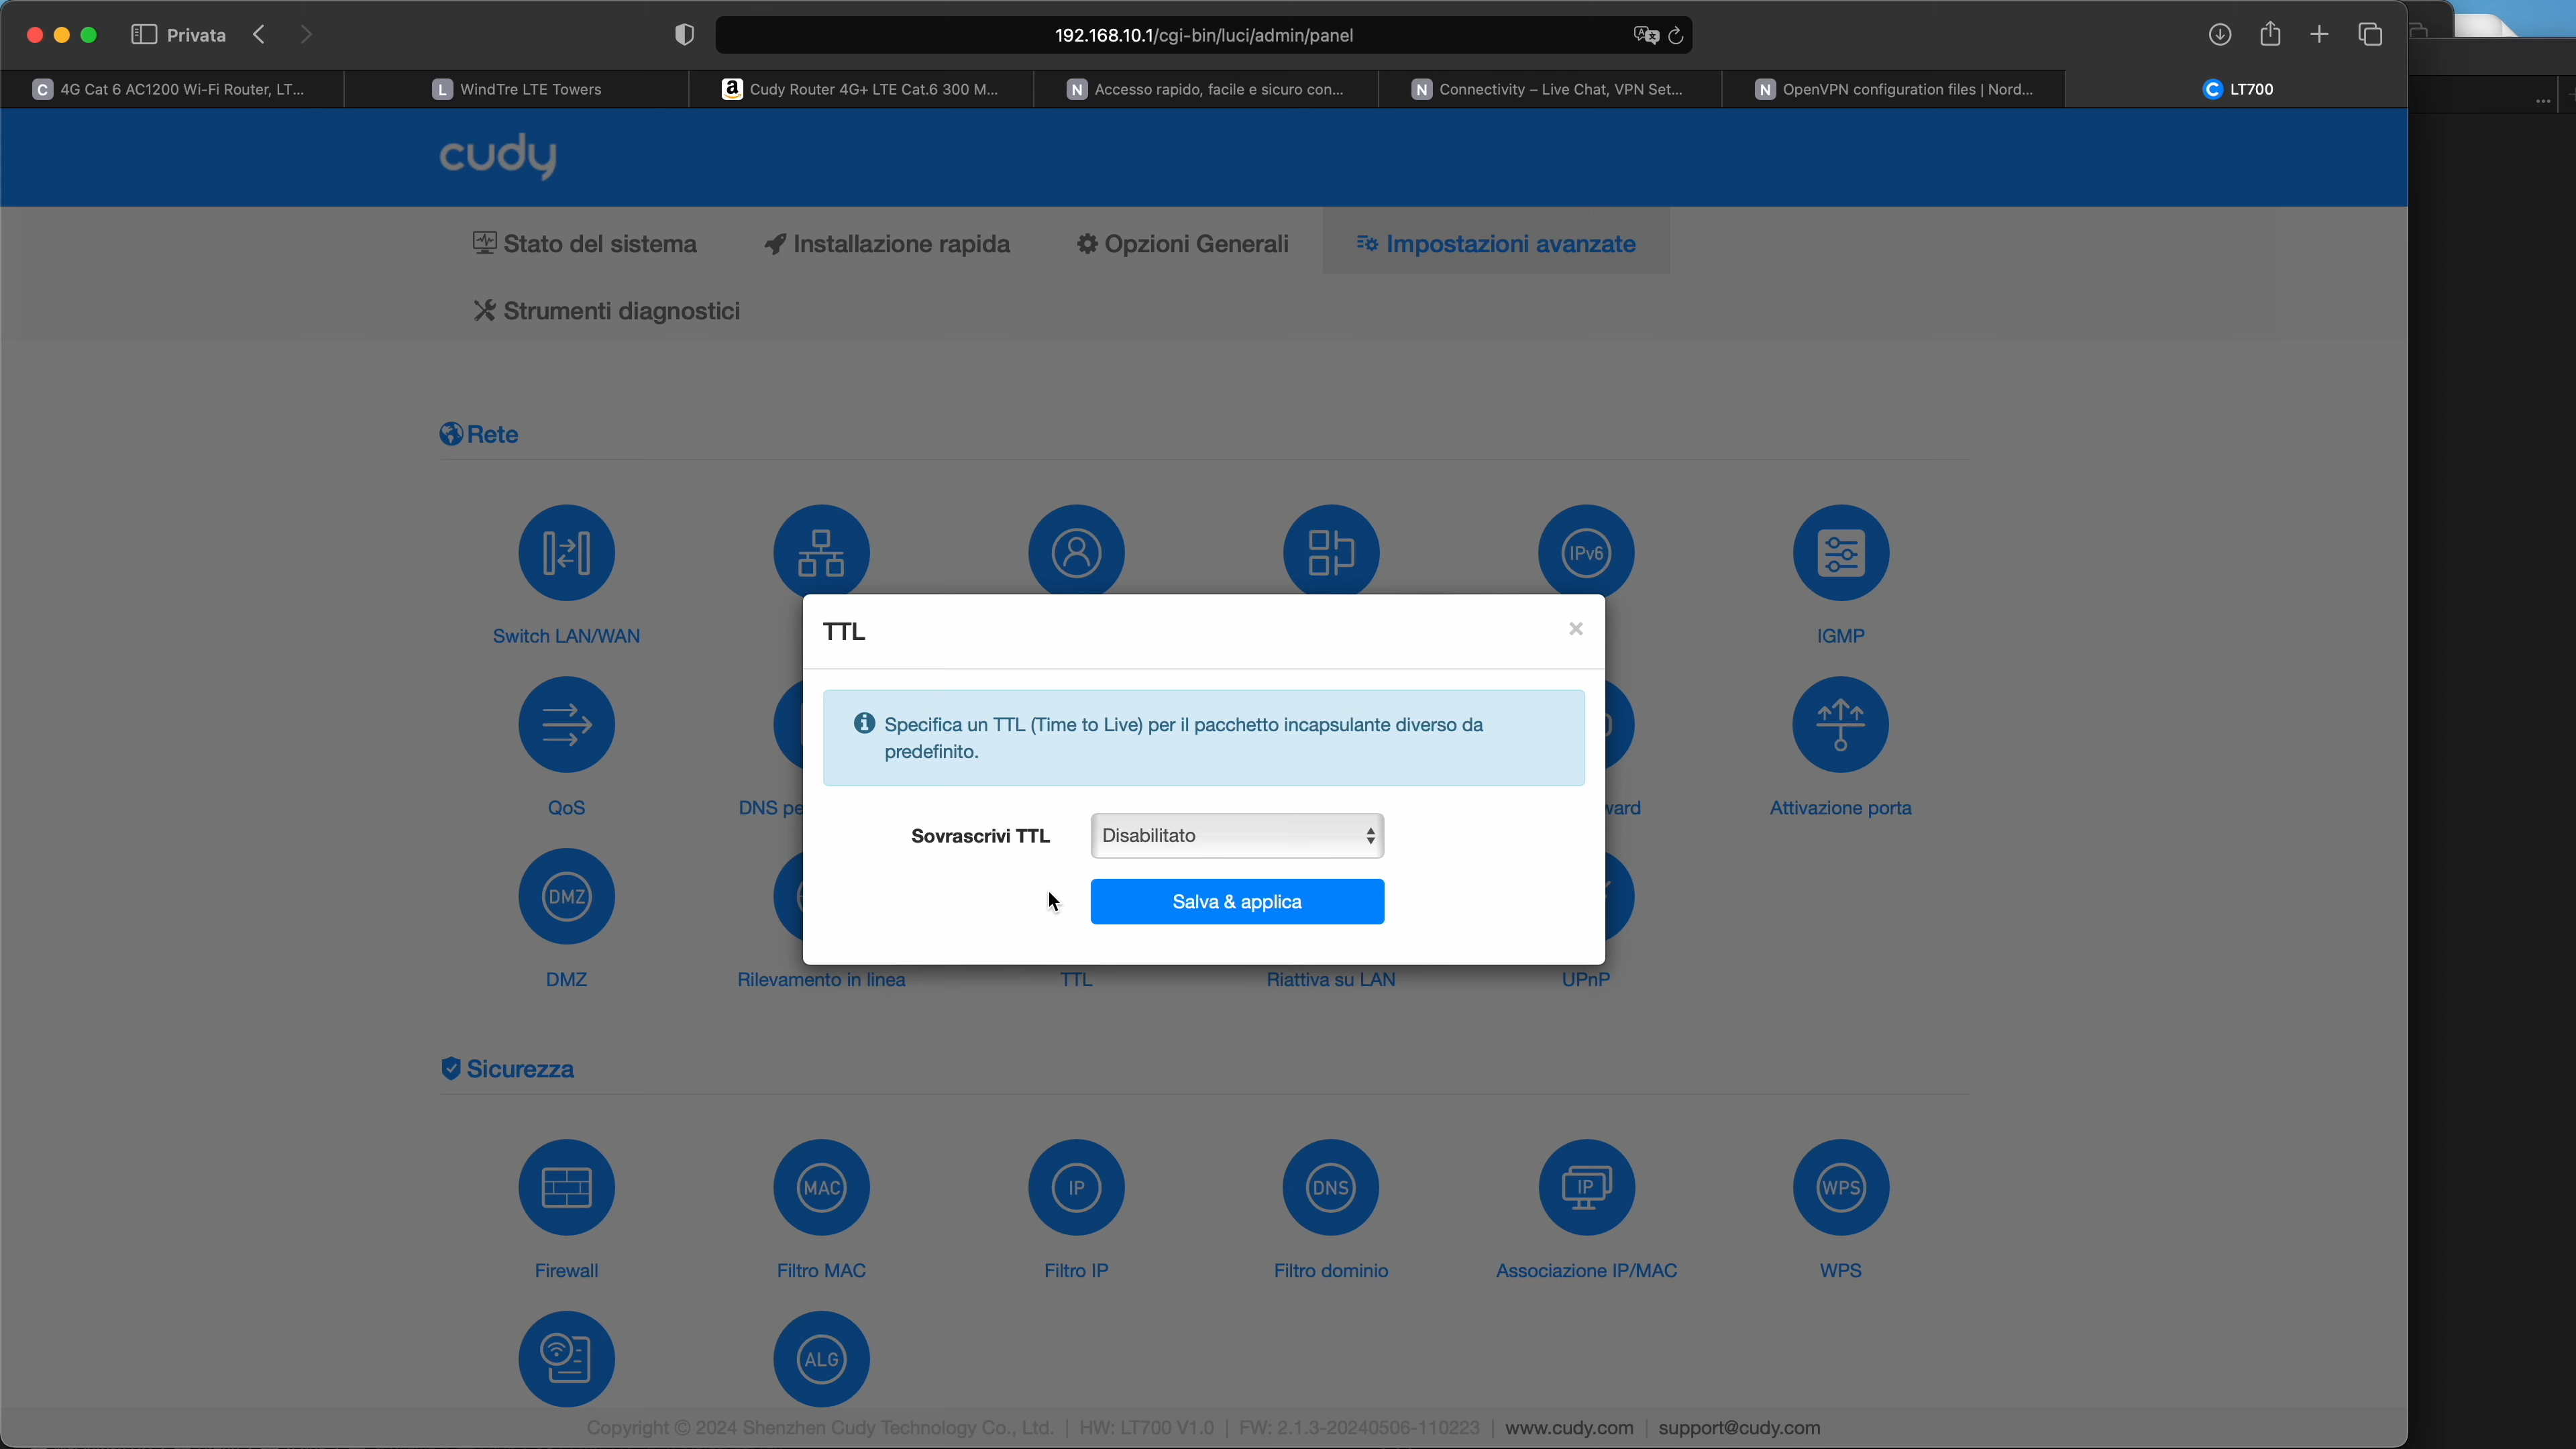 Privata
192.168.10.1/cgi-bin/luci/admin/panel
C 4G Cat 6 AC1200 Wi-Fi Router, LT...
L WindTre LTE Towers
a Cudy Router 4G+ LTE Cat.6 300 M...
N Accesso rapido, facile e sicuro con...
N Connectivity – Live Chat, VPN Set...
N OpenVPN configuration files | Nord...
C LT700
...
cudy
Stato del sistema
Installazione rapida
Opzioni Generali
Impostazioni avanzate
Strumenti diagnostici
Rete
IPv6
Switch LAN/WAN
IGMP
TTL
×
Specifica un TTL (Time to Live) per il pacchetto incapsulante diverso da
predefinito.
QoS
DNS pe
ward
Attivazione porta
Sovrascrivi TTL
Disabilitato
Salva & applica
DMZ
DMZ
Rilevamento in linea
TTL
Riattiva su LAN
UPnP
Sicurezza
MAC
IP
DNS
IP
WPS
Firewall
Filtro MAC
Filtro IP
Filtro dominio
Associazione IP/MAC
WPS
ALG
Copyright © 2024 Shenzhen Cudy Technology Co., Ltd. | HW: LT700 V1.0 | FW: 2.1.3-20240506-110223 | www.cudy.com | support@cudy.com